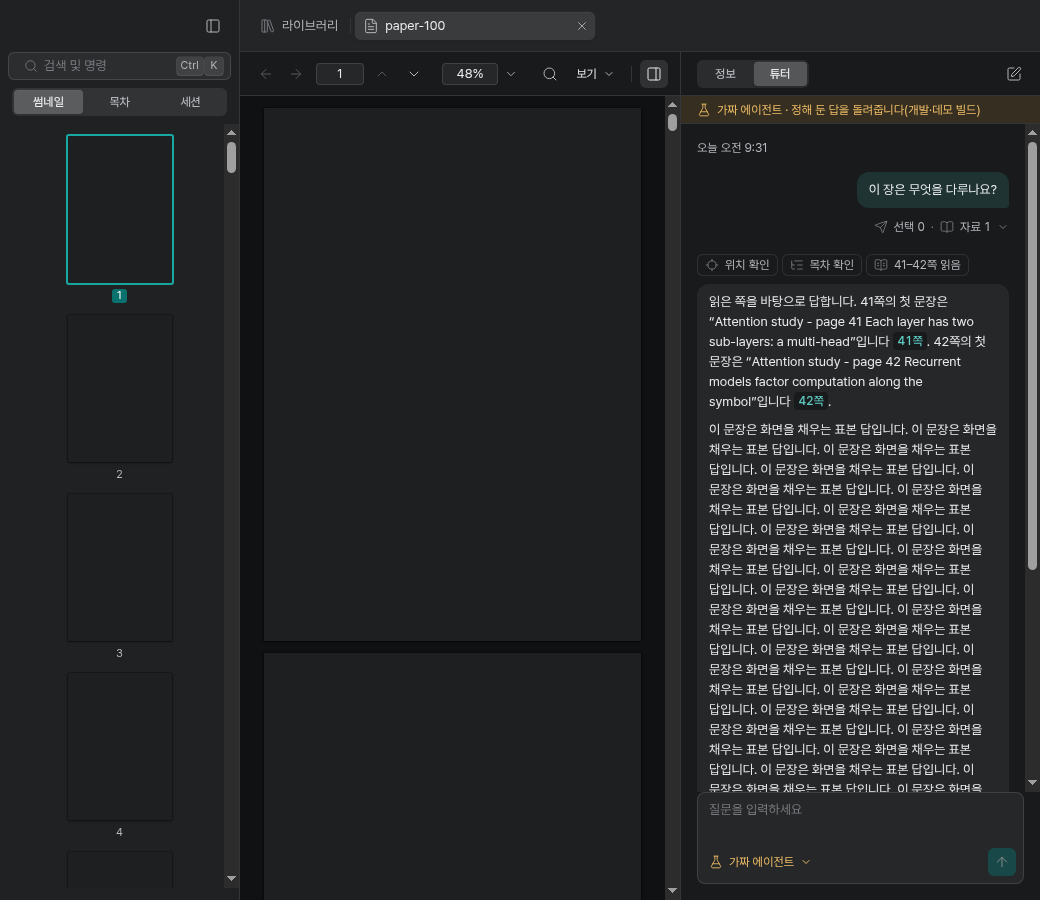 라이브러리
paper-100
검색 및 명령
Ctrl K
썸네일 목차 세션
1
2
3
4
1
48%
보기
정보 튜터
가짜 에이전트 · 정해 둔 답을 돌려줍니다(개발·데모 빌드)
오늘 오전 9:31
이 장은 무엇을 다루나요?
선택 0 · 자료 1
위치 확인 목차 확인 41–42쪽 읽음
읽은 쪽을 바탕으로 답합니다. 41쪽의 첫 문장은
“Attention study - page 41 Each layer has two
sub-layers: a multi-head”입니다 41쪽 . 42쪽의 첫
문장은 “Attention study - page 42 Recurrent
models factor computation along the
symbol”입니다 42쪽 .
이 문장은 화면을 채우는 표본 답입니다. 이 문장은 화면을
채우는 표본 답입니다. 이 문장은 화면을 채우는 표본
답입니다. 이 문장은 화면을 채우는 표본 답입니다. 이
문장은 화면을 채우는 표본 답입니다. 이 문장은 화면을
채우는 표본 답입니다. 이 문장은 화면을 채우는 표본
답입니다. 이 문장은 화면을 채우는 표본 답입니다. 이
문장은 화면을 채우는 표본 답입니다. 이 문장은 화면을
채우는 표본 답입니다. 이 문장은 화면을 채우는 표본
답입니다. 이 문장은 화면을 채우는 표본 답입니다. 이
문장은 화면을 채우는 표본 답입니다. 이 문장은 화면을
채우는 표본 답입니다. 이 문장은 화면을 채우는 표본
답입니다. 이 문장은 화면을 채우는 표본 답입니다. 이
문장은 화면을 채우는 표본 답입니다. 이 문장은 화면을
채우는 표본 답입니다. 이 문장은 화면을 채우는 표본
답입니다. 이 문장은 화면을 채우는 표본 답입니다. 이
문장은 화면을 채우는 표본 답입니다. 이 문장은 화면을
채우는 표본 답입니다. 이 문장은 화면을 채우는 표본
답입니다. 이 문장은 화면을 채우는 표본 답입니다. 이
문장은 화면을 채우는 표본 답입니다. 이 문장은 화면을
질문을 입력하세요
가짜 에이전트